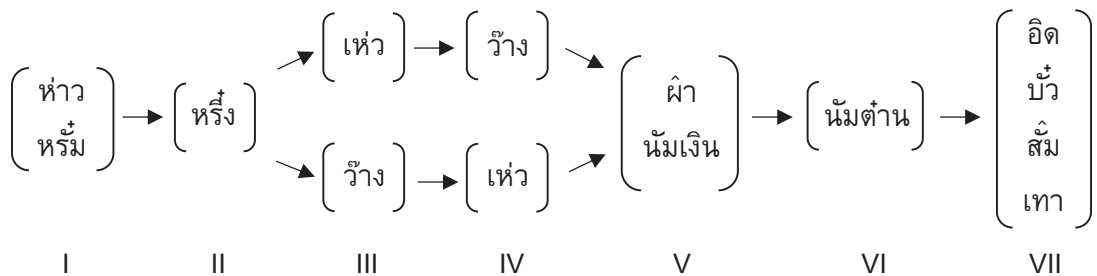 ห่าว
หรั๋ม
หรี๋ง
เห่ว
ว๊าง
ว๊าง
เห่ว
ผ̂า
นัมเงิน
นัมต๋าน
อิด
บั๋ว
สั̂ม
เทา
I II III IV V VI VII